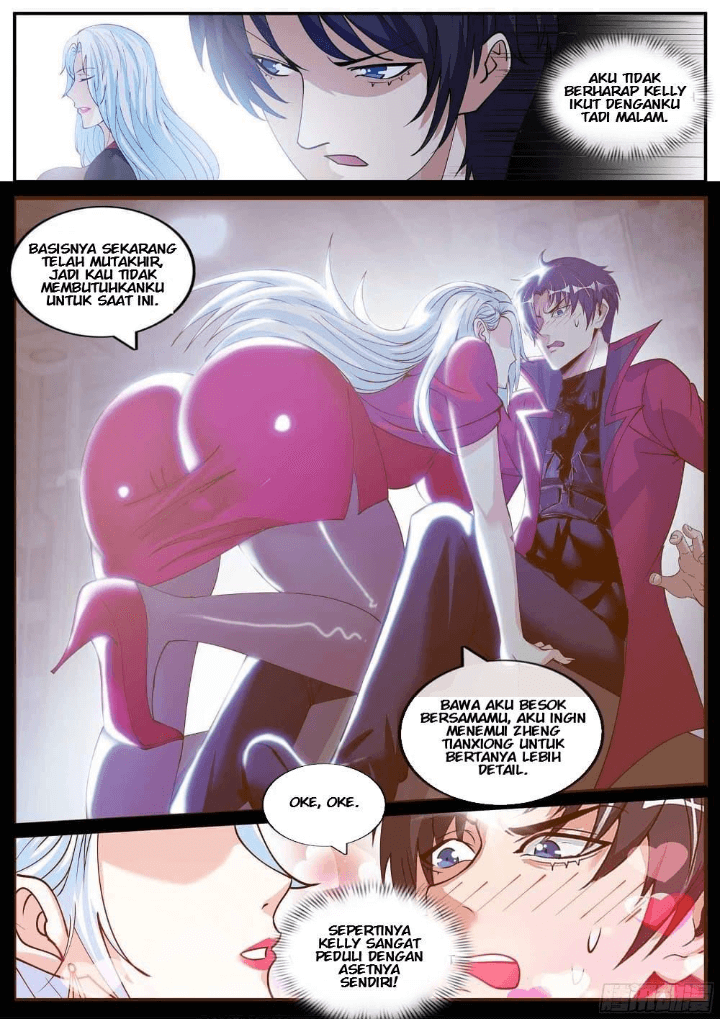 AKU TIDAK
BERHARAP KELLY
IKUT DENGANKU
TADI MALAM.
BASISNYA SEKARANG
TELAH MUTAKHIR,
JADI KAU TIDAK
MEMBUTUHKANKU
UNTUK SAAT INI.
BAWA AKU BESOK
BERSAMAMU, AKU INGIN
MENEMUI ZHENG
TIANXIONG UNTUK
BERTANYA LEBIH
DETAIL.
OKE, OKE.
SEPERTINYA
KELLY SANGAT
PEDULI DENGAN
ASETNYA
SENDIRI!